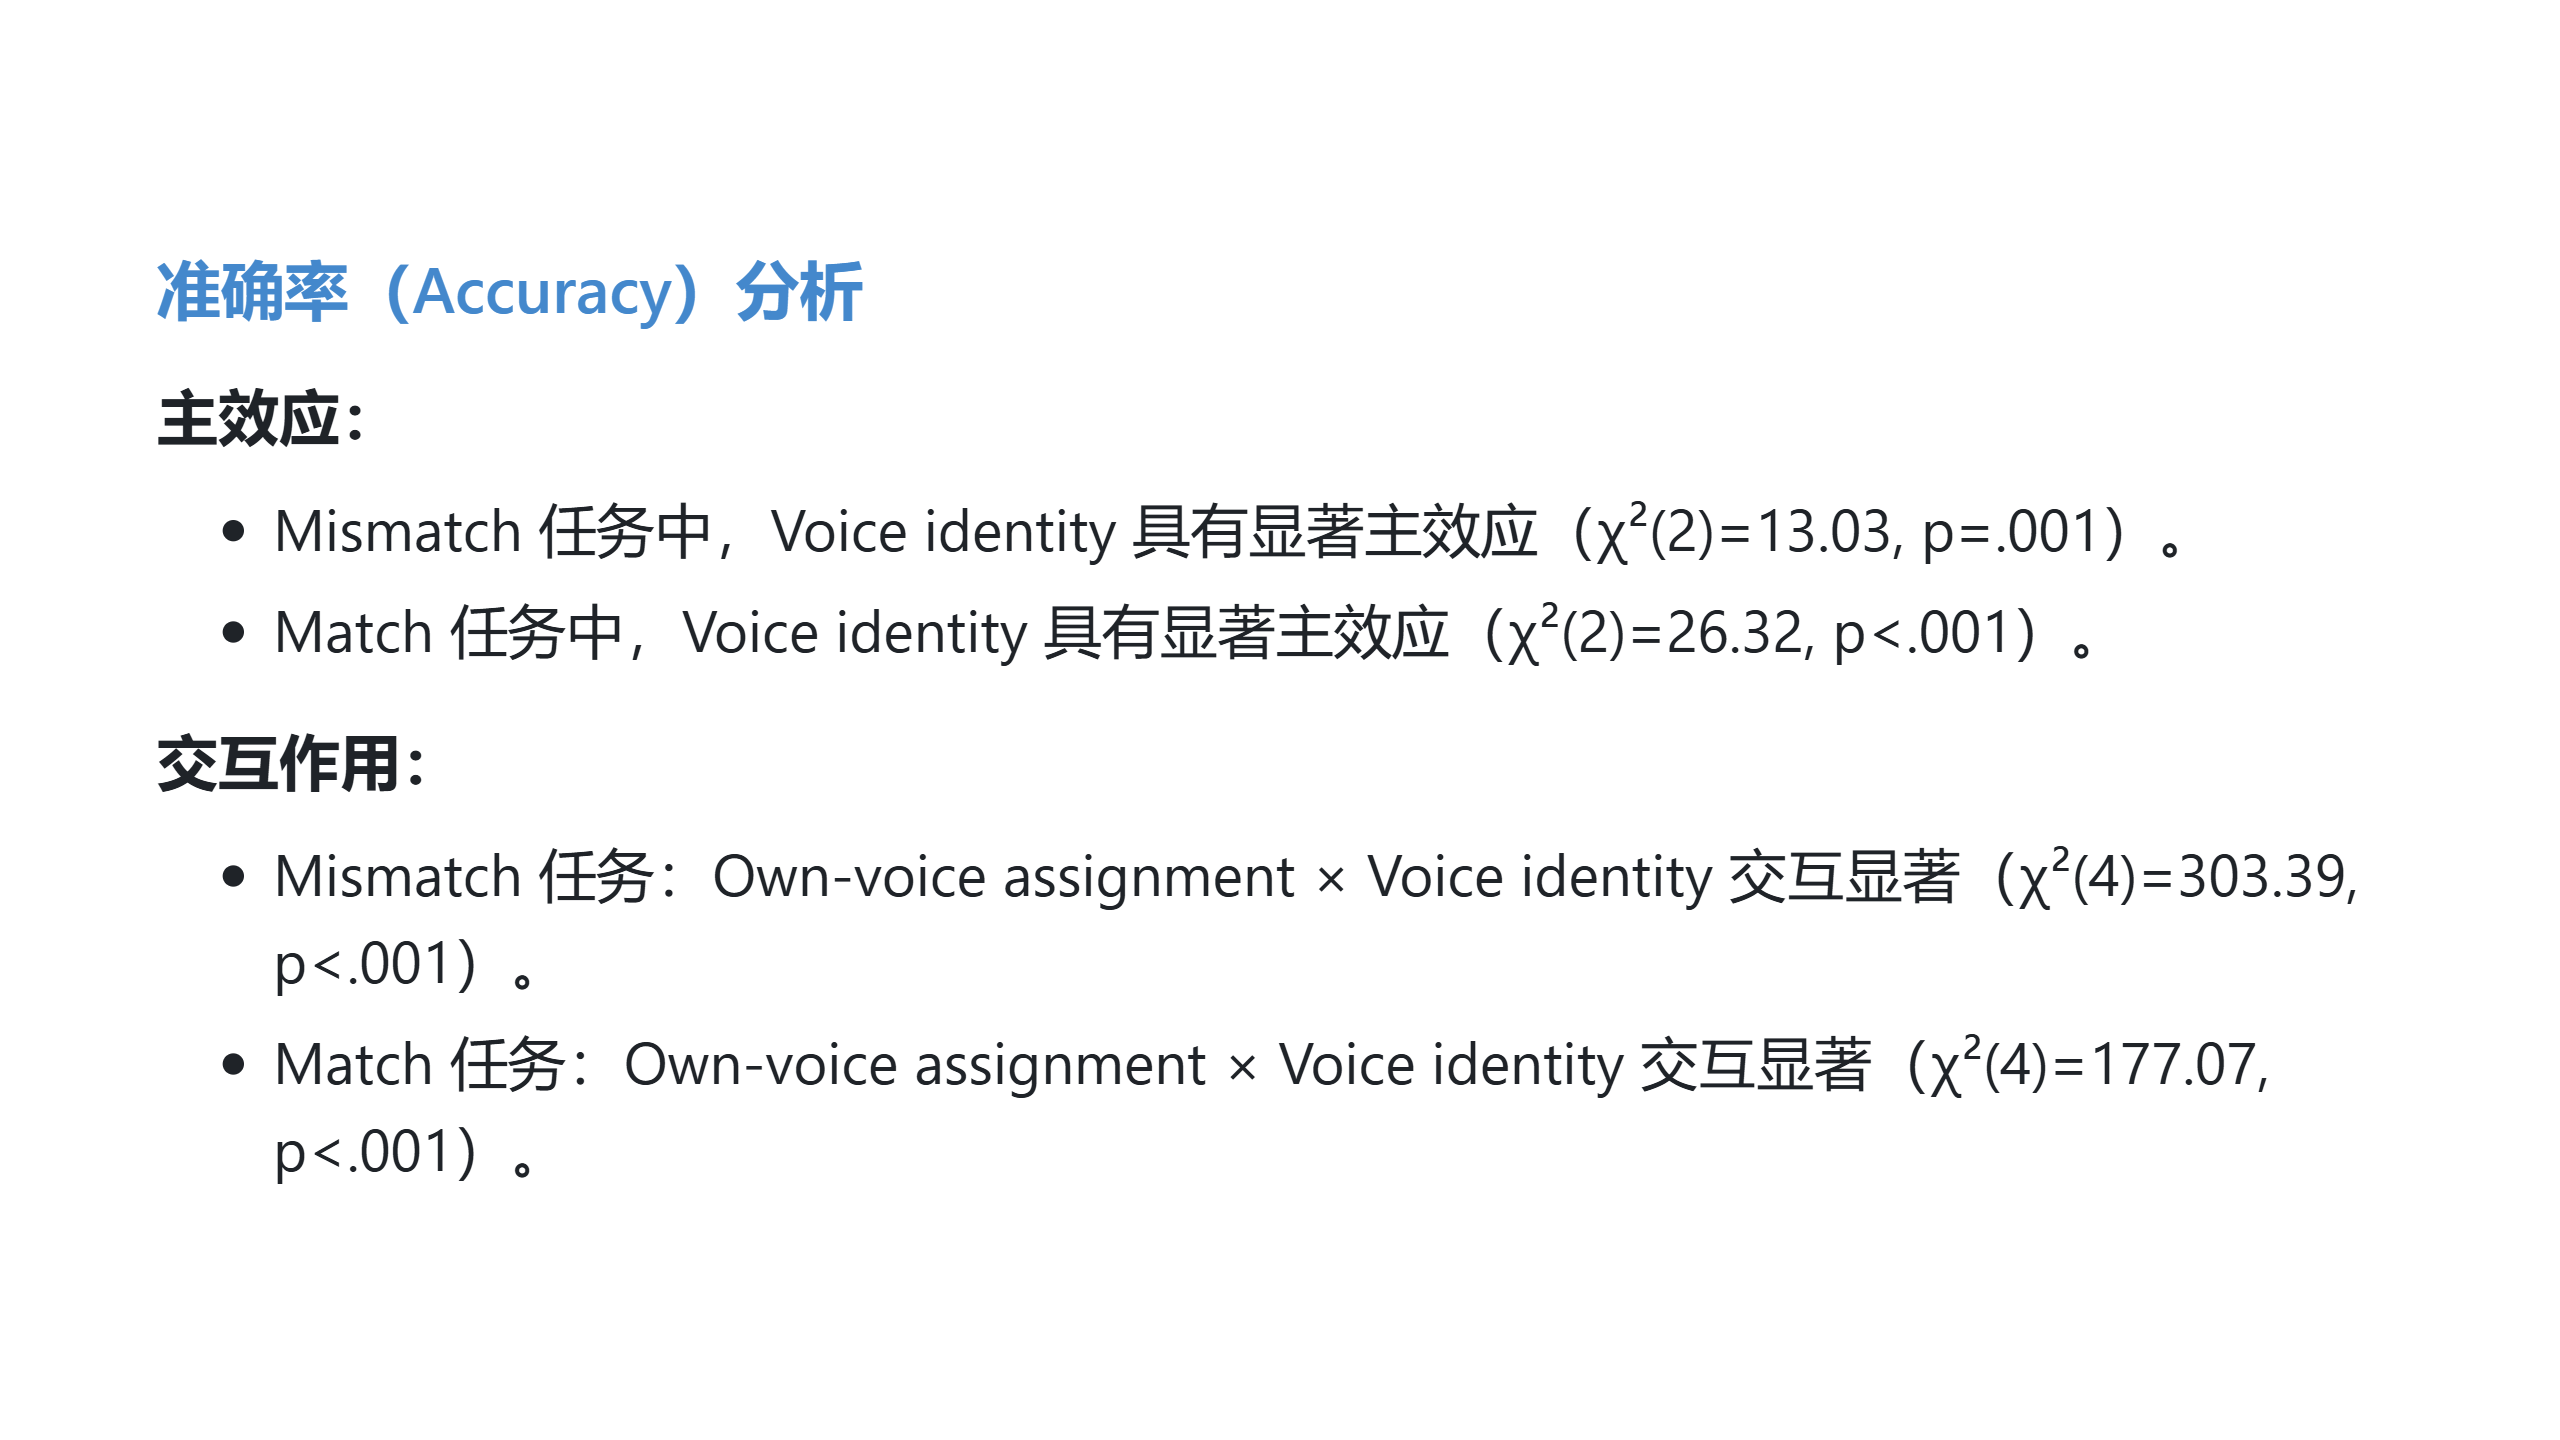 准确率（Accuracy）分析
主效应：
• Mismatch 任务中，Voice identity 具有显著主效应（χ²(2)=13.03, p=.001）。
• Match 任务中，Voice identity 具有显著主效应（χ²(2)=26.32, p<.001）。
交互作用：
• Mismatch 任务：Own-voice assignment × Voice identity 交互显著（χ²(4)=303.39,
p<.001）。
• Match 任务：Own-voice assignment × Voice identity 交互显著（χ²(4)=177.07,
p<.001）。